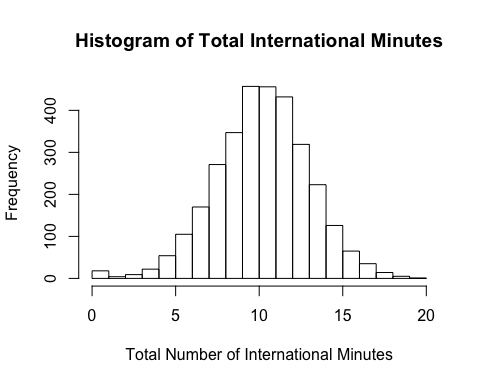 Histogram of Total International Minutes
Frequency
400
300
200
100
0
0 5 10 15 20
Total Number of International Minutes